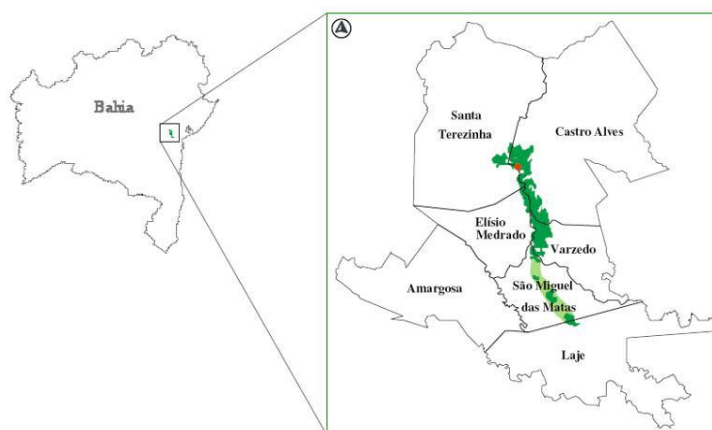 Bahia
Santa
Terezinha
Castro Alves
Elísio
Medrado
Varzedo
Amargosa
São Miguel
das Matas
Laje